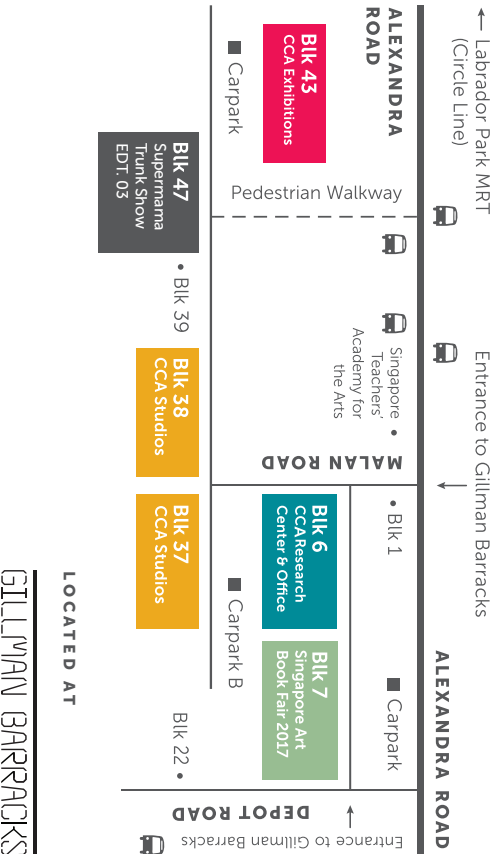 ← Labrador Park MRT
(Circle Line)
Entrance to Gillman Barracks
ALEXANDRA
ROAD
ALEXANDRA ROAD
Blk 43
CCA Exhibitions
Carpark
Pedestrian Walkway
Singapore
Teachers'
Academy for
the Arts
MALAN ROAD
Blk 1
Carpark
Blk 6
CCA Research
Center & Office
Blk 7
Singapore Art
Book Fair 2017
Carpark B
Blk 47
Supermama
Trunk Show
EDT. 03
Blk 39
Blk 38
CCA Studios
Blk 37
CCA Studios
Blk 22
DEPOT ROAD
Entrance to Gillman Barracks
LOCATED AT
GILLMAN BARRACKS